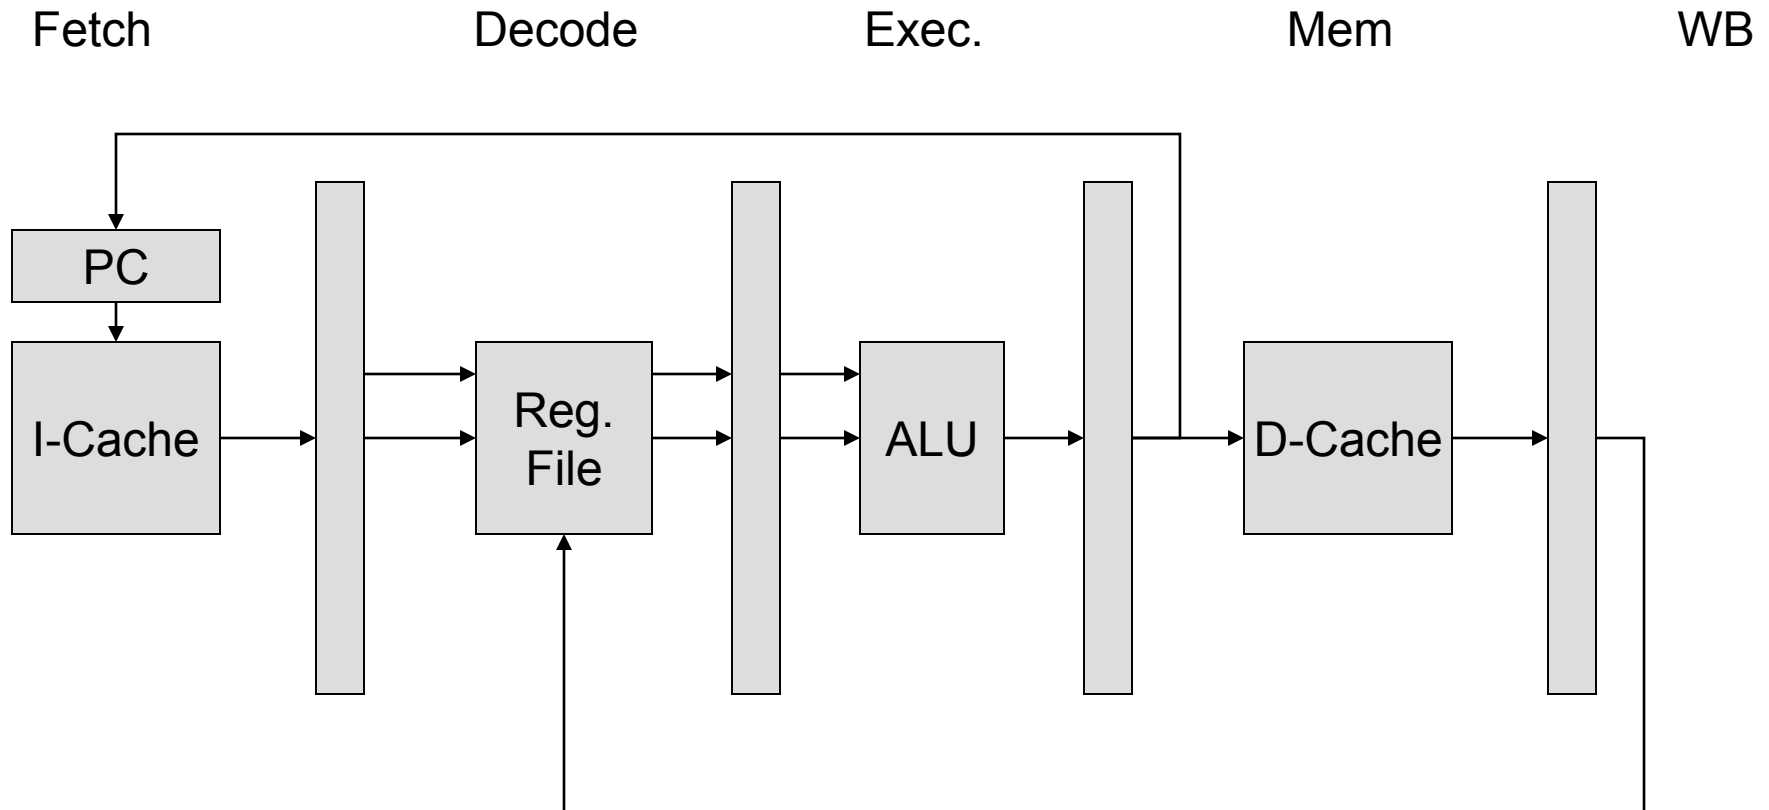 Fetch
Decode
Exec.
Mem
WB
PC
I-Cache
Reg.
File
ALU
D-Cache